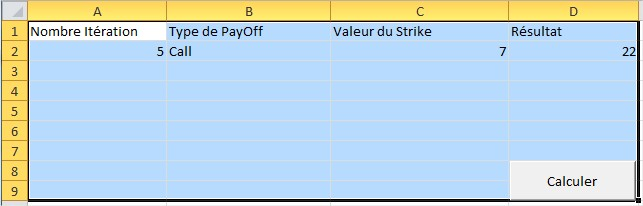 A B C D
1 Nombre Itération Type de PayOff Valeur du Strike Résultat
2 5 Call 7 22
3
4
5
6
7
8
Calculer
9